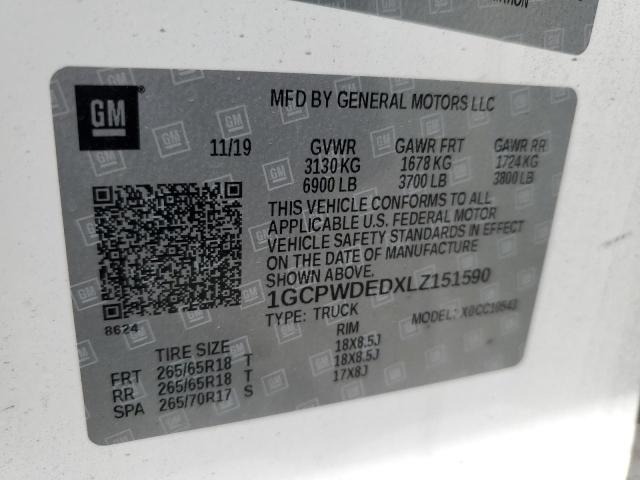 GM
MFD BY GENERAL MOTORS LLC
11/19 GVWR GAWR FRT GAWR RR
3130 KG 1678 KG 1724 KG
6900 LB 3700 LB 3800 LB
THIS VEHICLE CONFORMS TO ALL
APPLICABLE U.S. FEDERAL MOTOR
VEHICLE SAFETY STANDARDS IN EFFECT
ON THE DATE OF MANUFACTURE
SHOWN ABOVE.
1GCPWDEDXLZ151590
TYPE: TRUCK MODEL:
8624
TIRE SIZE RIM
FRT 265/65R18 T 18X8.5J
RR 265/65R18 T 18X8.5J
SPA 265/70R17 S 17X8J